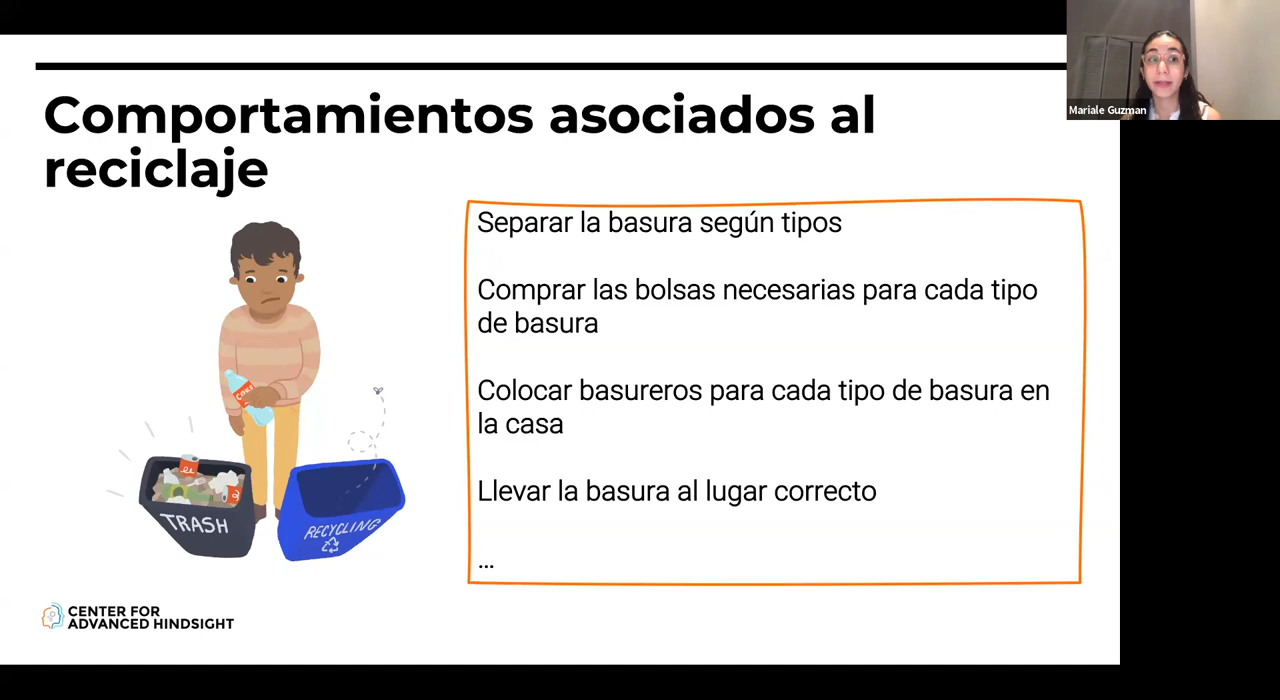 Mariale Guzman
Comportamientos asociados al
reciclaje
Separar la basura según tipos
Comprar las bolsas necesarias para cada tipo
de basura
Colocar basureros para cada tipo de basura en
la casa
Llevar la basura al lugar correcto
...
TRASH
RECYCLING
CENTER FOR
ADVANCED HINDSIGHT